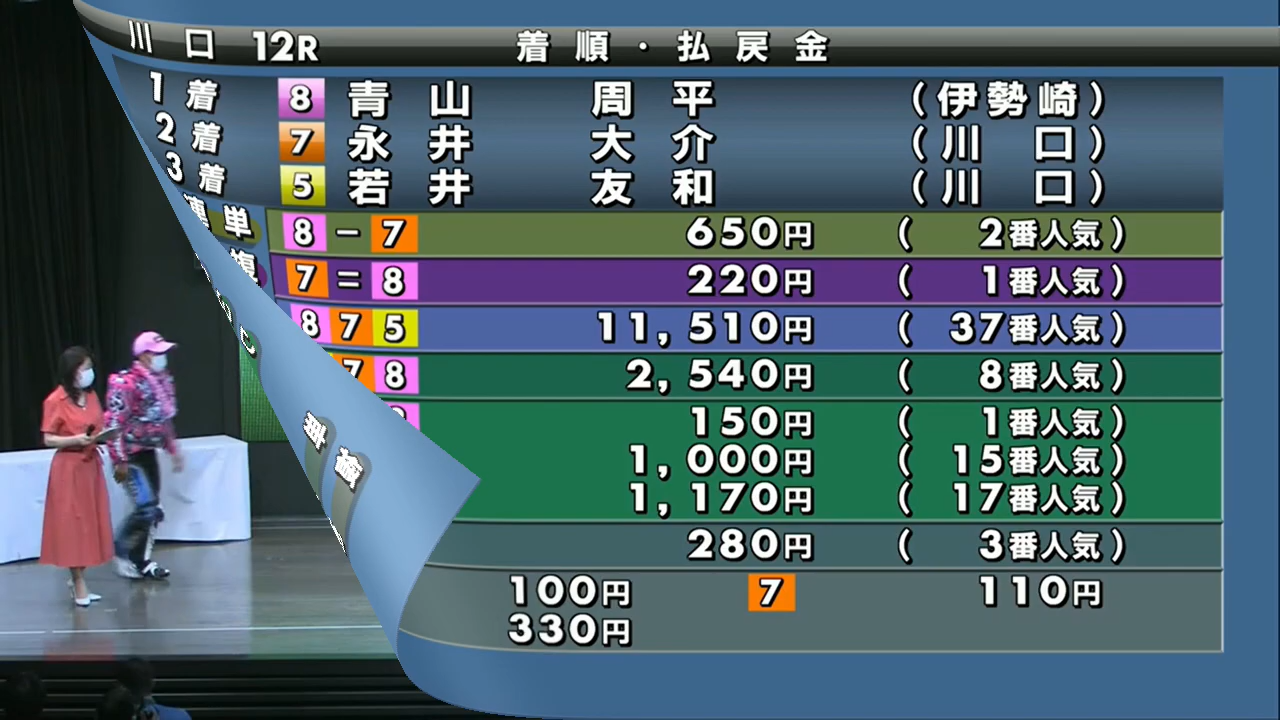 川口 12R 着順・払戻金
1着 8 青山 周平 (伊勢崎)
2着 7 永井 大介 (川口)
3着 5 若井 友和 (川口)
単 8-7 650円 (2番人気)
複 7=8 220円 (1番人気)
8 7 5 11,510円 (37番人気)
7 8 2,540円 (8番人気)
150円 (1番人気)
1,000円 (15番人気)
1,170円 (17番人気)
280円 (3番人気)
100円 7 110円
330円